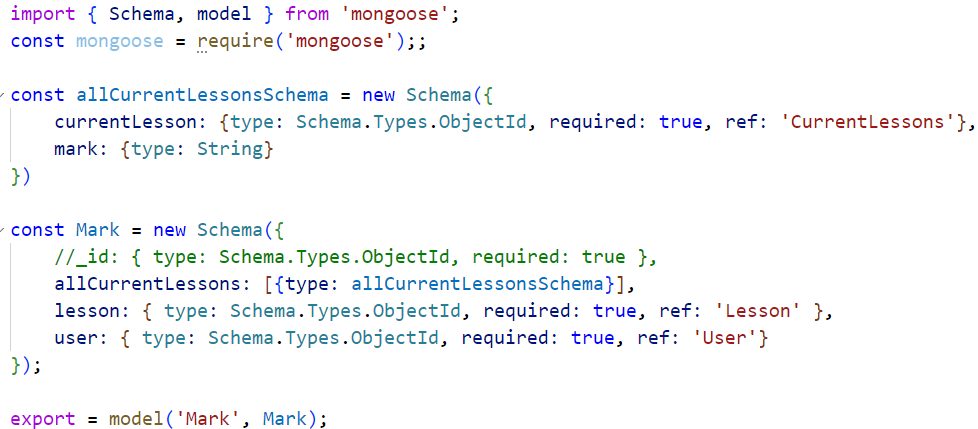 import { Schema, model } from 'mongoose';
const mongoose = require('mongoose');;
const allCurrentLessonsSchema = new Schema({
    currentLesson: {type: Schema.Types.ObjectId, required: true, ref: 'CurrentLessons'},
    mark: {type: String}
})
const Mark = new Schema({
    //_id: { type: Schema.Types.ObjectId, required: true },
    allCurrentLessons: [{type: allCurrentLessonsSchema}],
    lesson: { type: Schema.Types.ObjectId, required: true, ref: 'Lesson' },
    user: { type: Schema.Types.ObjectId, required: true, ref: 'User'}
});
export = model('Mark', Mark);